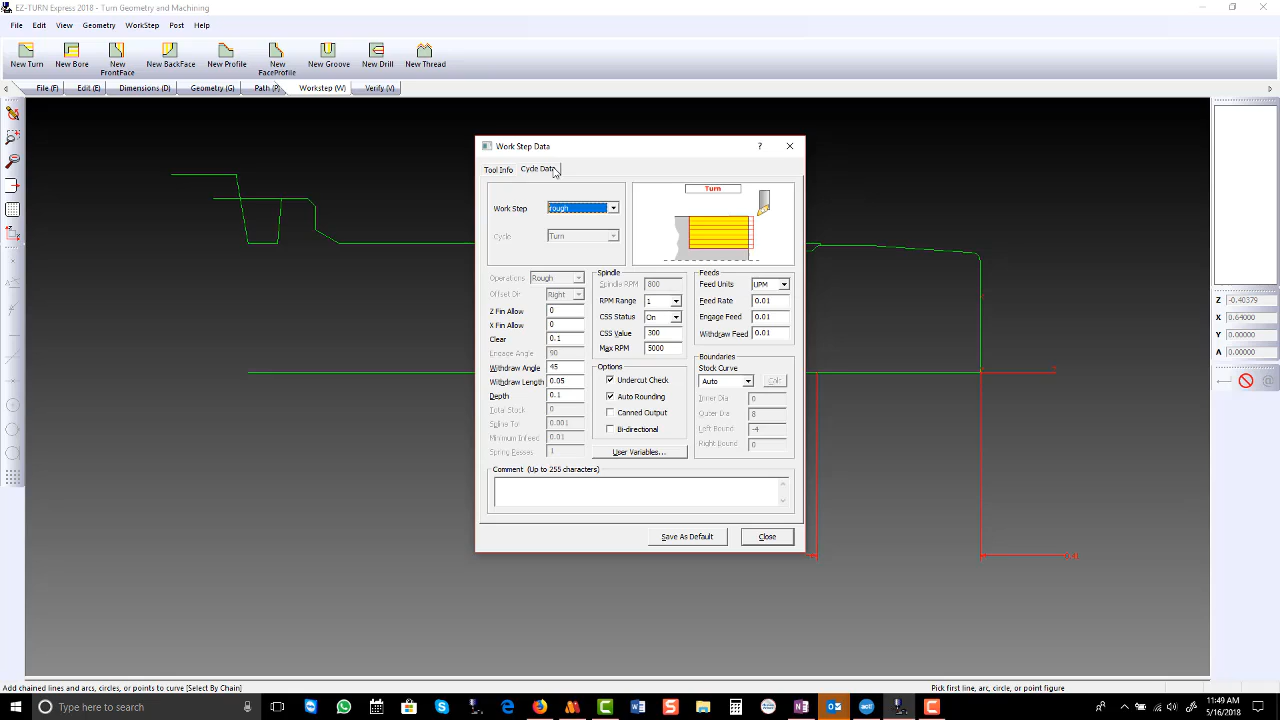 EZ-TURN Express 2018 - Turn Geometry and Machining
File Edit View Geometry WorkStep Post Tools Window Help
New Turn New Bore New FrontFace New BackFace New Profile New FaceProfile New Groove New Drill New Thread
File (F) Edit (E) Dimensions (D) Geometry (G) Path (P) Workstep (W) Verify (V)
Work Step Data
Tool Info Cycle Data
Work Step rough
Cycle Turn
Turn
Operations Rough
Offset Dir Right
Z Fin Allow 0
X Fin Allow 0
Clear 0.1
Engage Angle 90
Withdraw Angle 45
Withdraw Length 0.05
Depth 0.1
Total Stock 0
Spline Tol 0.001
Minimum Infeed 0.01
Spring Passes 1
Spindle
Spindle RPM 800
RPM Range 1
CSS Status On
CSS Value 300
Max RPM 5000
Options
Undercut Check
Auto Rounding
Canned Output
Bi-directional
User Variables...
Feeds
Feed Units UPM
Feed Rate 0.01
Engage Feed 0.01
Withdraw Feed 0.01
Boundaries
Stock Curve
Auto Calc
Inner Dia 0
Outer Dia 8
Left Bound -4
Right Bound 0
Comment (Up to 255 characters)
Save As Default Close
0.41
Z -0.40379
X 0.64000
Y 0.00000
A 0.00000
Add chained lines and arcs, circles, or points to curve [Select By Chain] Pick first line, arc, circle, or point figure
Type here to search
11:49 AM
5/16/2018